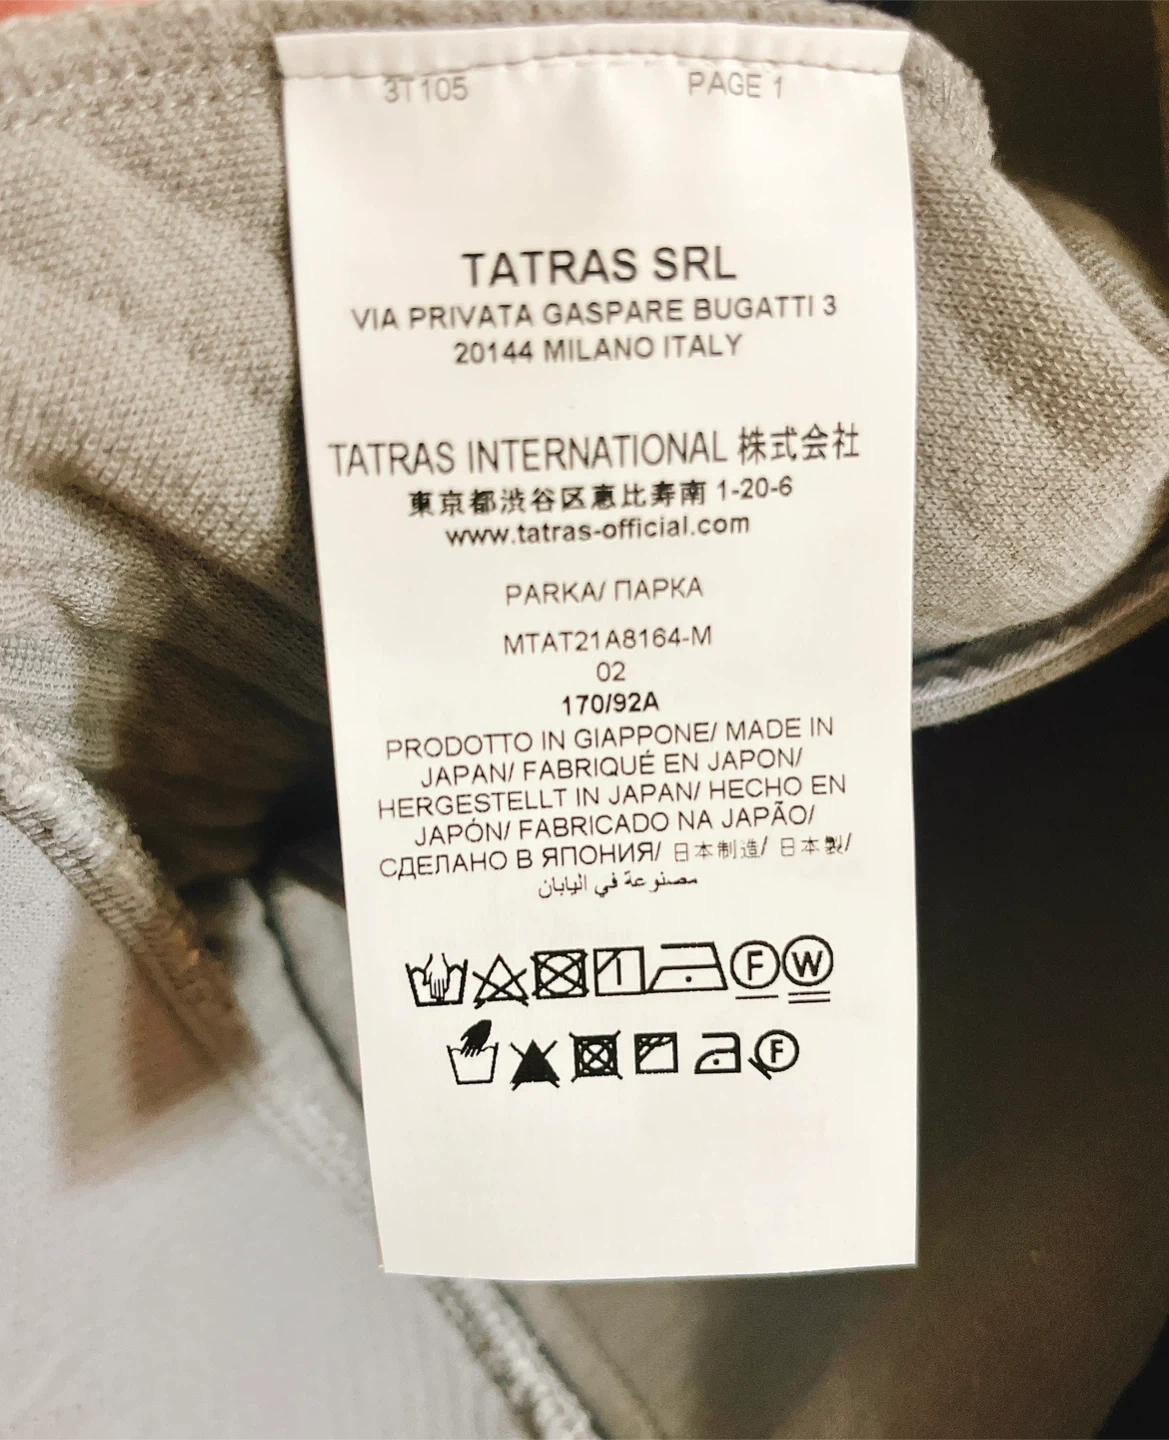 3T105 PAGE 1
TATRAS SRL
VIA PRIVATA GASPARE BUGATTI 3
20144 MILANO ITALY
TATRAS INTERNATIONAL 株式会社
東京都渋谷区恵比寿南 1-20-6
www.tatras-official.com
PARKA/ ПАРКА
MTAT21A8164-M
02
170/92A
PRODOTTO IN GIAPPONE/ MADE IN
JAPAN/ FABRIQUÉ EN JAPON/
HERGESTELLT IN JAPAN/ HECHO EN
JAPÓN/ FABRICADO NA JAPÃO/
СДЕЛАНО В ЯПОНИЯ/ 日本制造/ 日本製/
مصنوعة في اليابان
F W
F